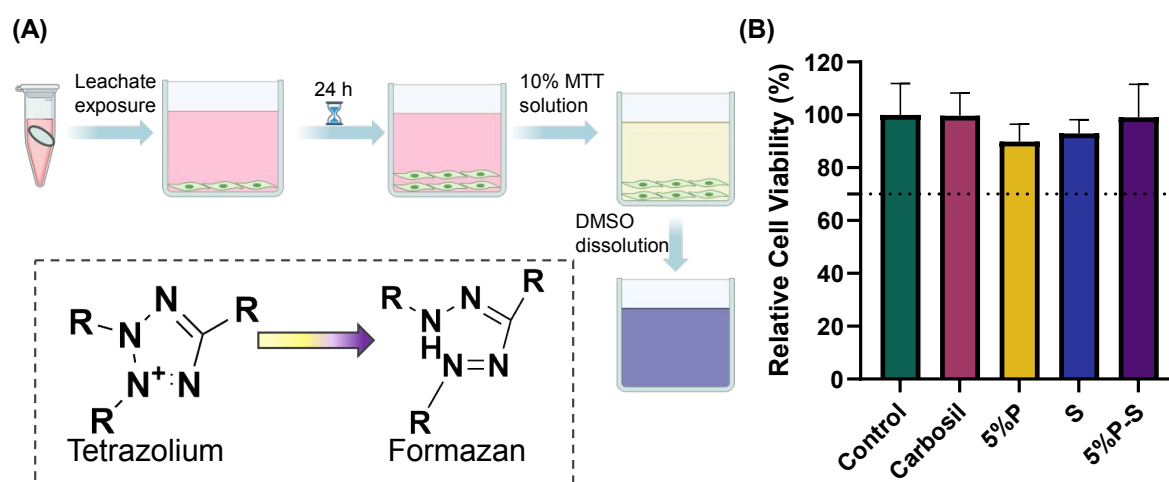 (A)
Leachate
exposure
24 h
10% MTT
solution
DMSO
dissolution
R
N
N
R
N+
N
R
Tetrazolium
R
N
H
N
R
N=N
R
Formazan
(B)
Relative Cell Viability (%)
120
100
80
60
40
20
0
Control
Carbosil
5%P
S
5%P-S